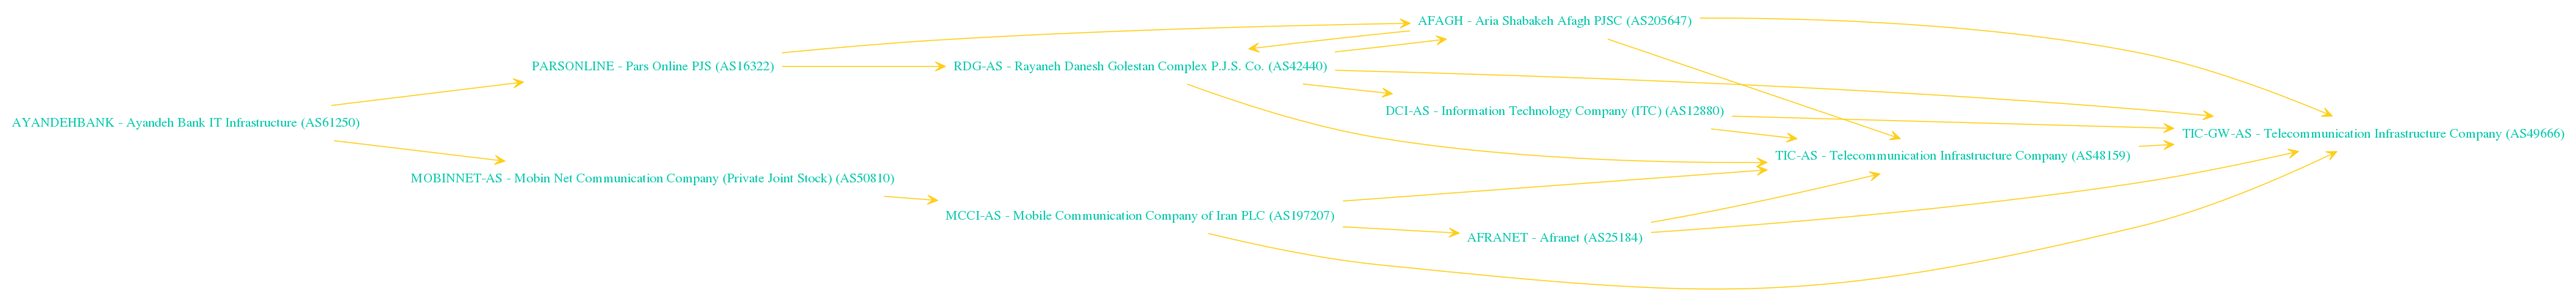 AFAGH - Aria Shabakeh Afagh PJSC (AS205647)
PARSONLINE - Pars Online PJS (AS16322)
RDG-AS - Rayaneh Danesh Golestan Complex P.J.S. Co. (AS42440)
DCI-AS - Information Technology Company (ITC) (AS12880)
AYANDEHBANK - Ayandeh Bank IT Infrastructure (AS61250)
TIC-GW-AS - Telecommunication Infrastructure Company (AS49666)
TIC-AS - Telecommunication Infrastructure Company (AS48159)
MOBINNET-AS - Mobin Net Communication Company (Private Joint Stock) (AS50810)
MCCI-AS - Mobile Communication Company of Iran PLC (AS197207)
AFRANET - Afranet (AS25184)